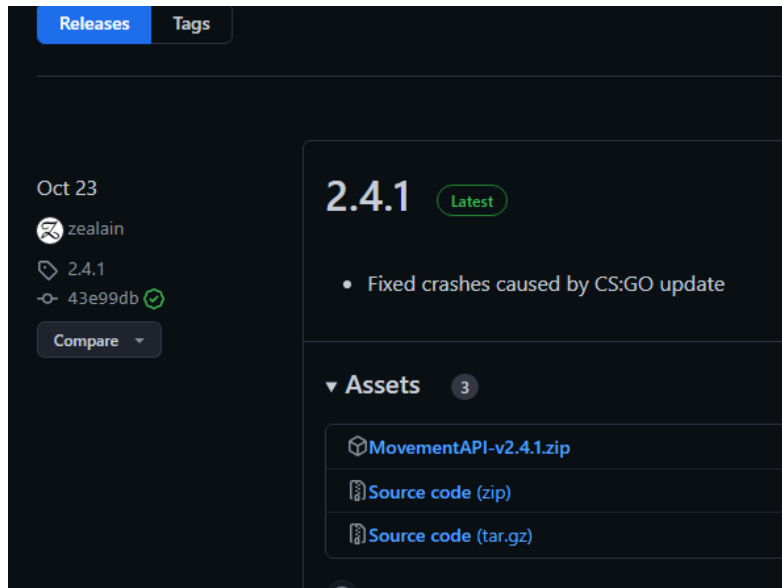 Releases Tags
Oct 23
zealain
2.4.1
43e99db
Compare
2.4.1 Latest
Fixed crashes caused by CS:GO update
Assets 3
MovementAPI-v2.4.1.zip
Source code (zip)
Source code (tar.gz)